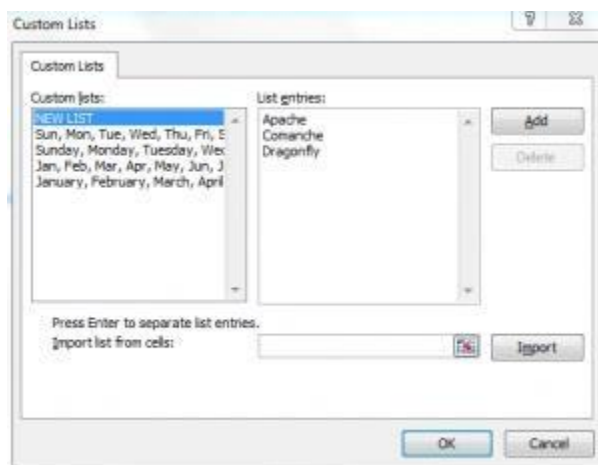 Custom Lists
Custom Lists
Custom lists:
NEW LIST
Sun, Mon, Tue, Wed, Thu, Fri, S
Sunday, Monday, Tuesday, Wed
Jan, Feb, Mar, Apr, May, Jun, J
January, February, March, April
List entries:
Apache
Comanche
Dragonfly
Add
Delete
Press Enter to separate list entries.
Import list from cells:
Import
OK
Cancel